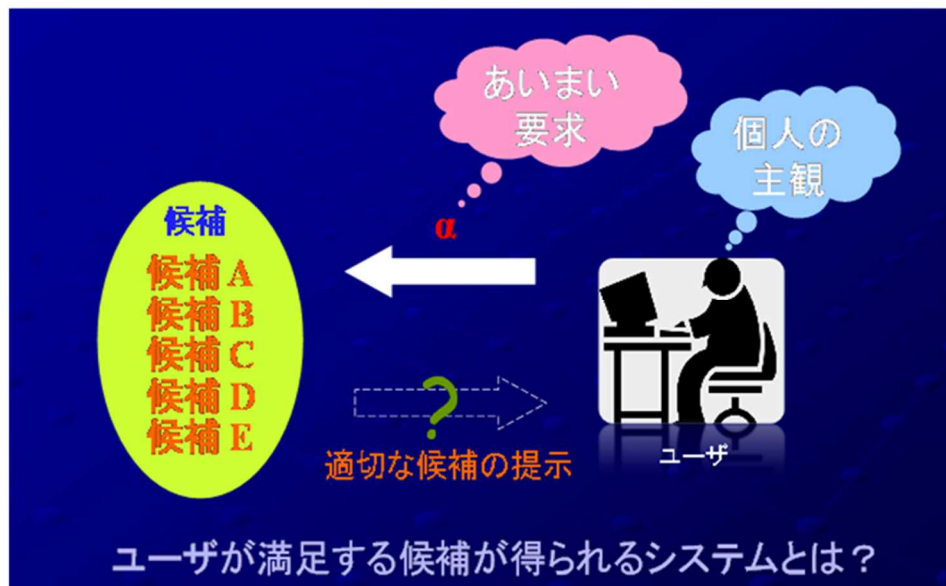 あいまい
要求
個人の
主観
α
候補
候補 A
候補 B
候補 C
候補 D
候補 E
?
適切な候補の提示
ユーザ
ユーザが満足する候補が得られるシステムとは？